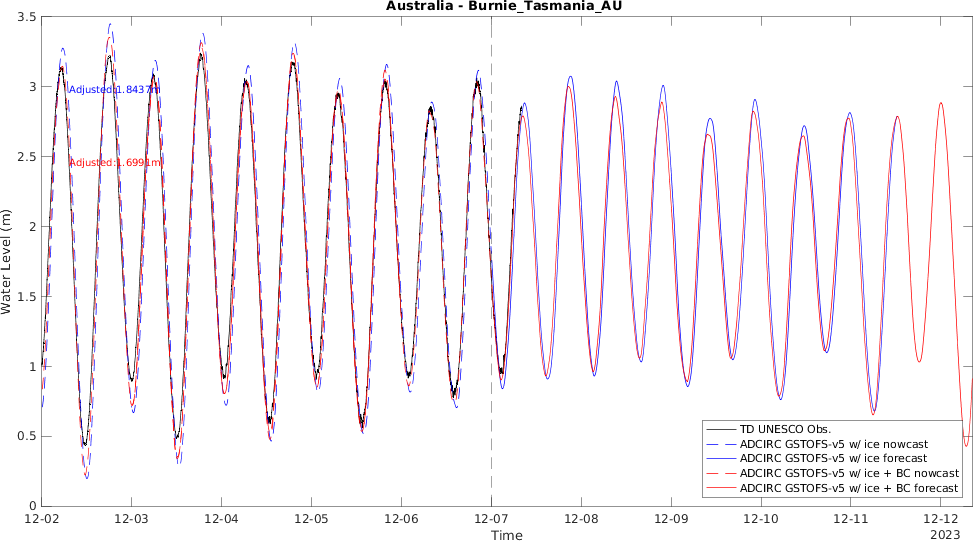 Australia - Burnie_Tasmania_AU
3.5
3
2.5
2
1.5
1
0.5
0
Water Level (m)
Adjusted:1.8437m
Adjusted:1.6991m
TD UNESCO Obs.
ADCIRC GSTOFS-v5 w/ ice nowcast
ADCIRC GSTOFS-v5 w/ ice forecast
ADCIRC GSTOFS-v5 w/ ice + BC nowcast
ADCIRC GSTOFS-v5 w/ ice + BC forecast
12-02 12-03 12-04 12-05 12-06 12-07 12-08 12-09 12-10 12-11 12-12
Time
2023